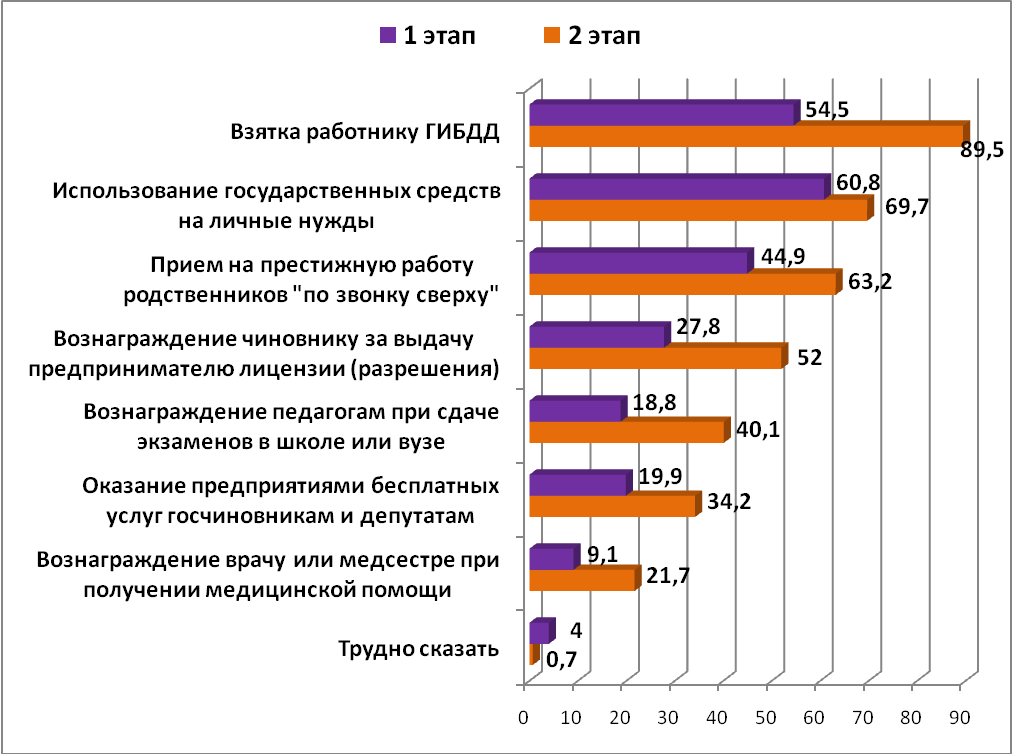 1 этап 2 этап
Взятка работнику ГИБДД
54,5
89,5
Использование государственных средств
на личные нужды
60,8
69,7
Прием на престижную работу
родственников "по звонку сверху"
44,9
63,2
Вознаграждение чиновнику за выдачу
предпринимателю лицензии (разрешения)
27,8
52
Вознаграждение педагогам при сдаче
экзаменов в школе или вузе
18,8
40,1
Оказание предприятиями бесплатных
услуг госчиновникам и депутатам
19,9
34,2
Вознаграждение врачу или медсестре при
получении медицинской помощи
9,1
21,7
Трудно сказать
4
0,7
0 10 20 30 40 50 60 70 80 90